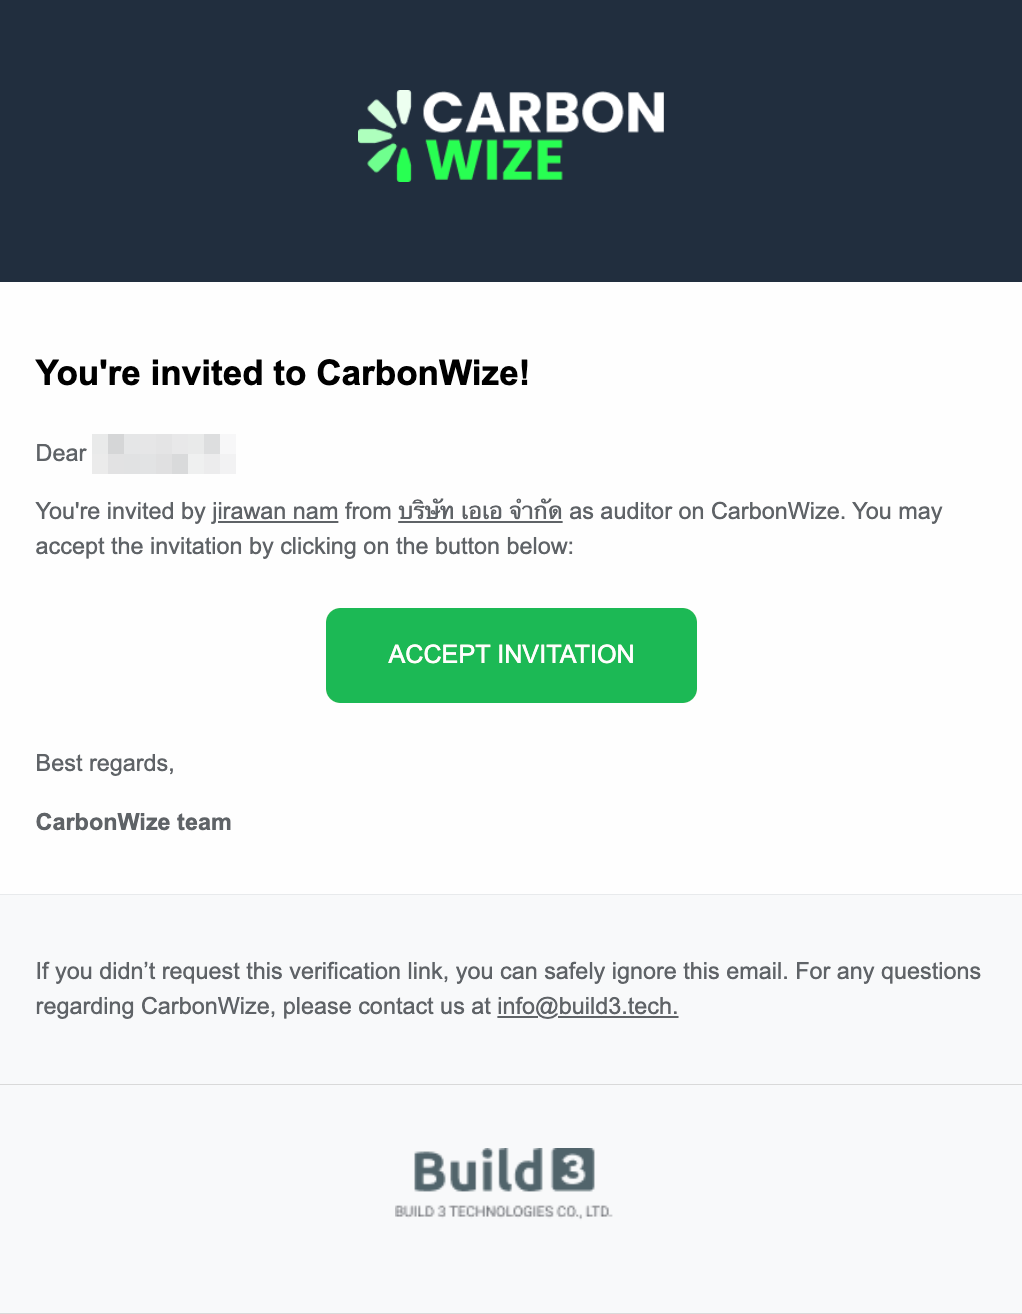 CARBON
WIZE
You're invited to CarbonWize!
Dear
You're invited by jirawan nam from บริษัท เอเอ จำกัด as auditor on CarbonWize. You may
accept the invitation by clicking on the button below:
ACCEPT INVITATION
Best regards,
CarbonWize team
If you didn’t request this verification link, you can safely ignore this email. For any questions
regarding CarbonWize, please contact us at info@build3.tech.
Build 3
BUILD 3 TECHNOLOGIES CO., LTD.